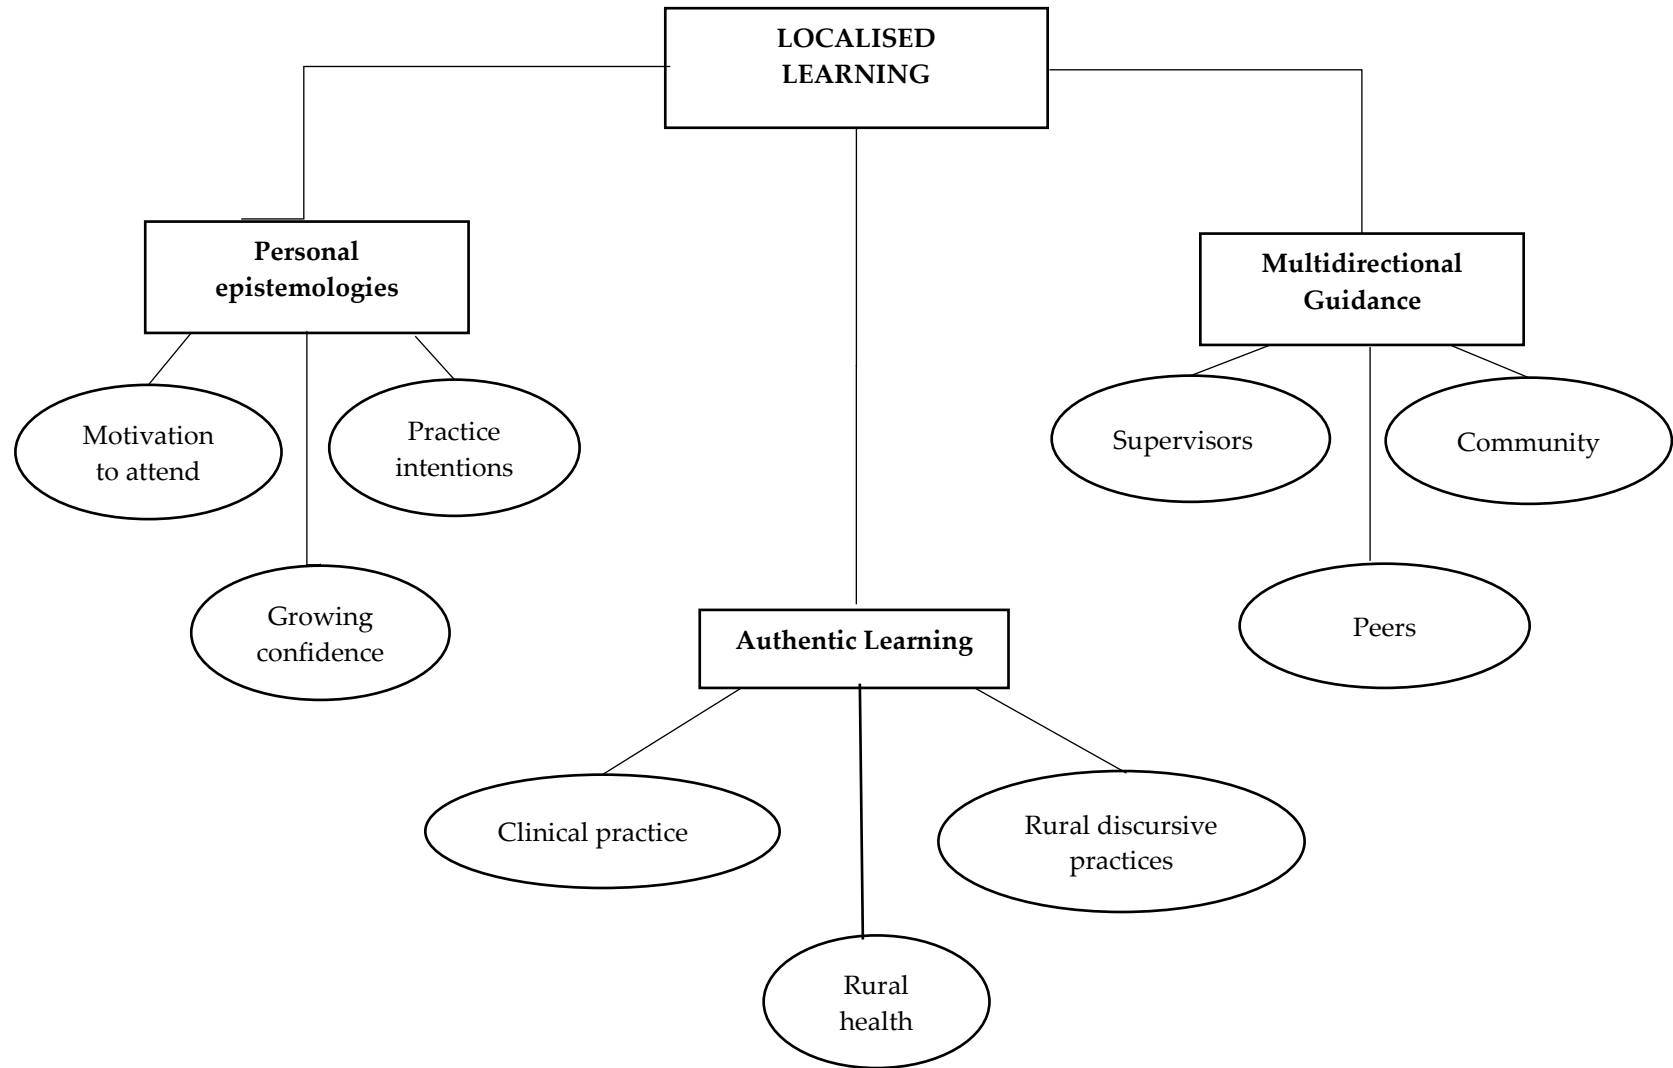 LOCALISED
LEARNING
Personal
epistemologies
Multidirectional
Guidance
Motivation
to attend
Practice
intentions
Growing
confidence
Supervisors
Community
Peers
Authentic Learning
Clinical practice
Rural discursive
practices
Rural
health